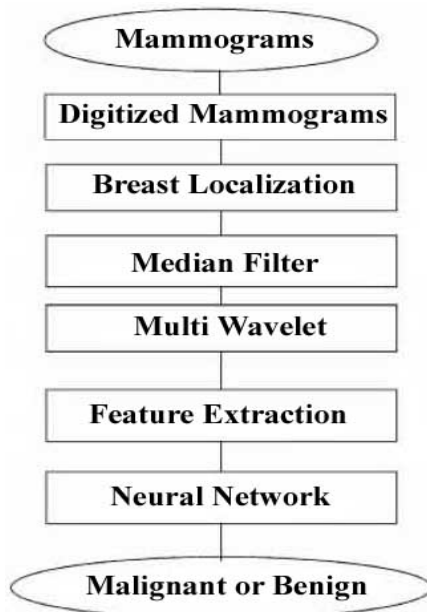 Mammograms
Digitized Mammograms
Breast Localization
Median Filter
Multi Wavelet
Feature Extraction
Neural Network
Malignant or Benign